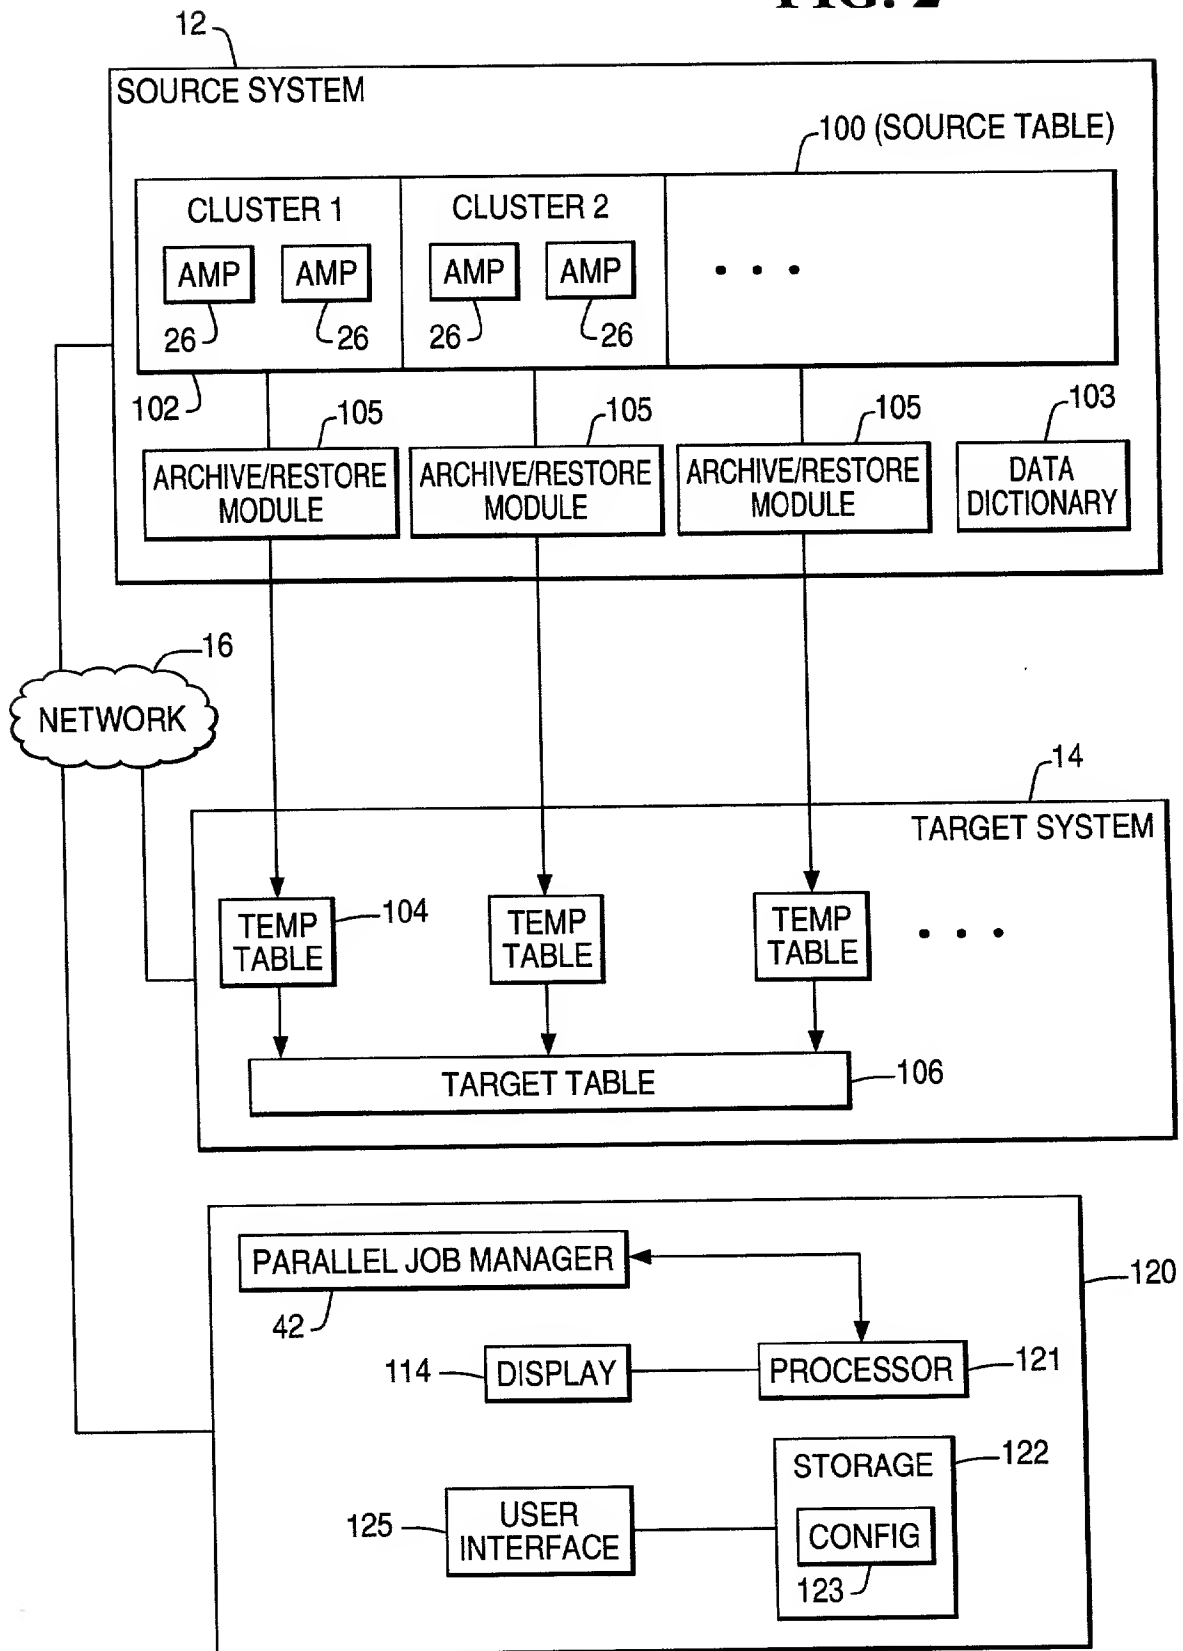 FIG. 2
12
SOURCE SYSTEM
100 (SOURCE TABLE)
CLUSTER 1
CLUSTER 2
AMP
AMP
AMP
AMP
• • •
26
26
26
26
102
105
105
105
103
ARCHIVE/RESTORE
MODULE
ARCHIVE/RESTORE
MODULE
ARCHIVE/RESTORE
MODULE
DATA
DICTIONARY
16
NETWORK
14
TARGET SYSTEM
TEMP
TABLE
104
TEMP
TABLE
TEMP
TABLE
• • •
TARGET TABLE
106
PARALLEL JOB MANAGER
42
120
114
DISPLAY
PROCESSOR
121
STORAGE
122
125
USER
INTERFACE
CONFIG
123